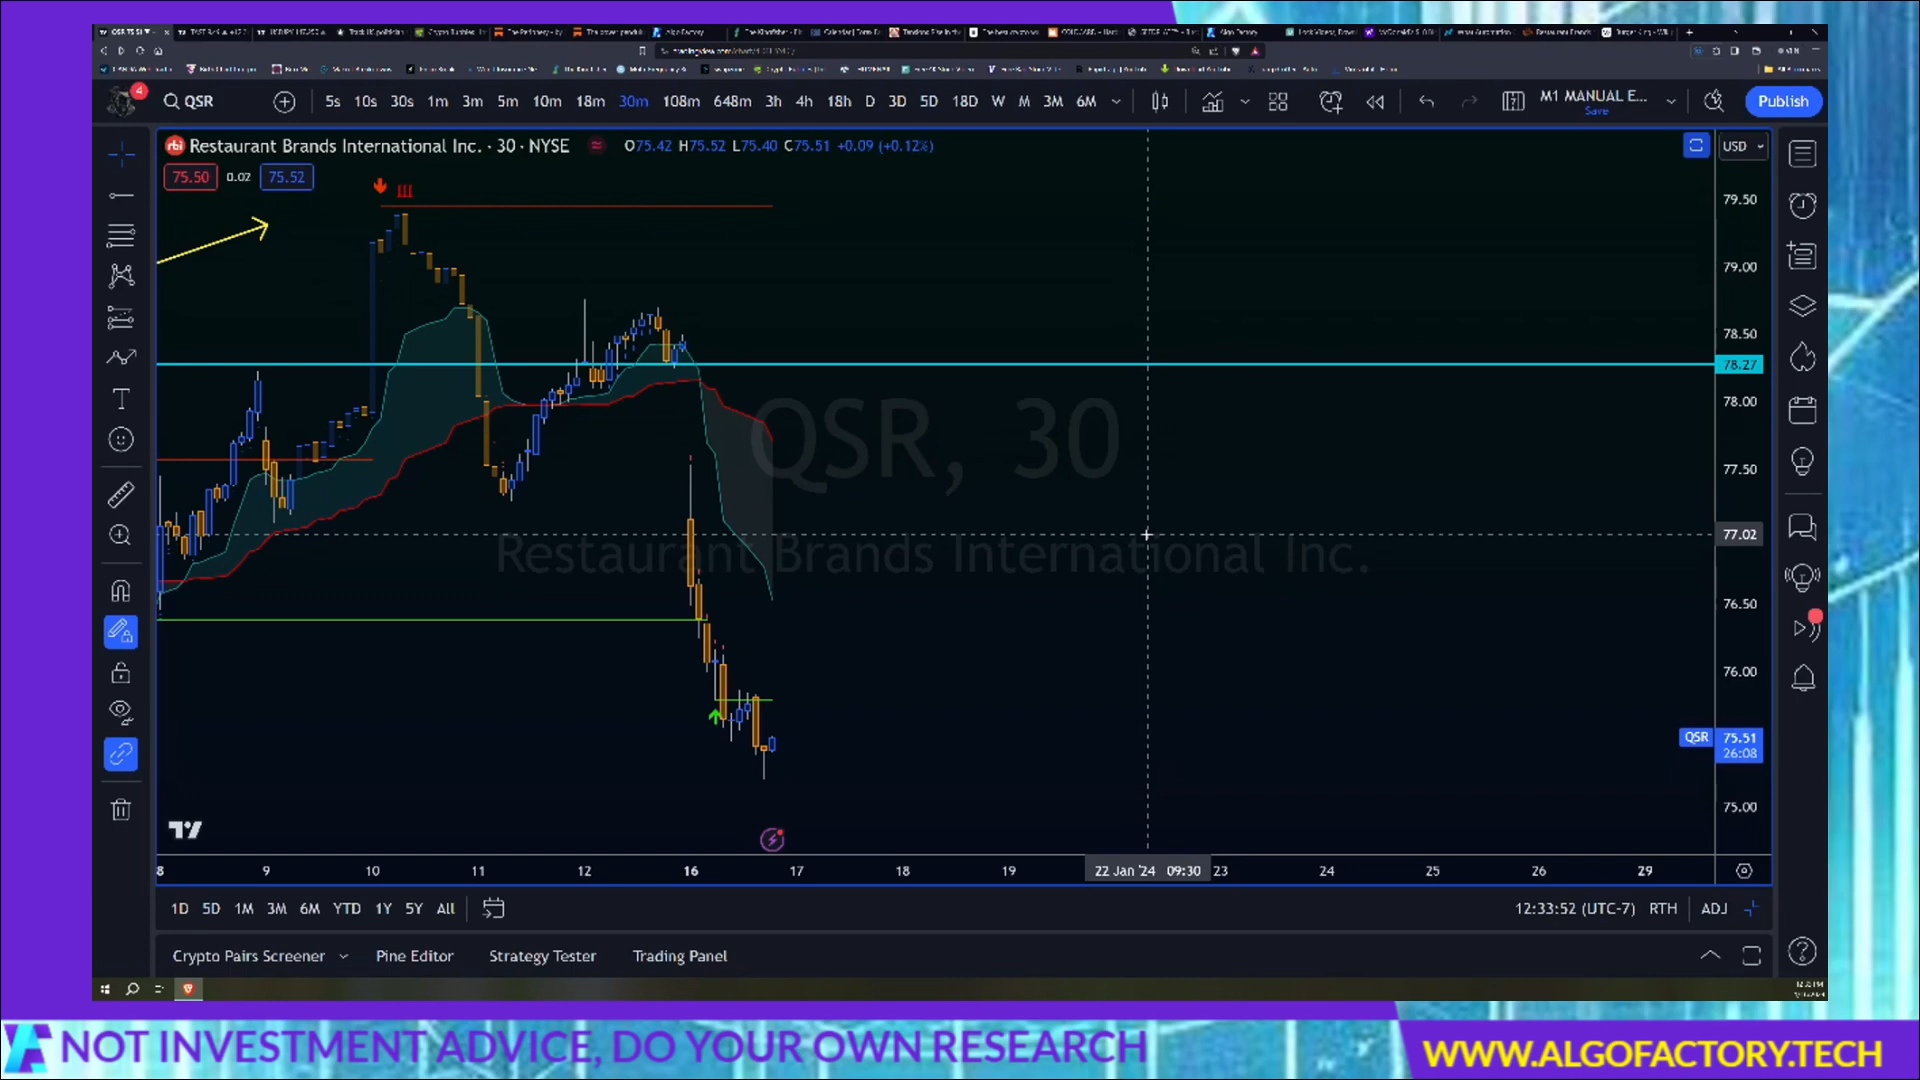 QSR
5s 10s 30s 1m 3m 5m 10m 18m 30m 108m 648m 3h 4h 18h D 3D 5D 18D W M 3M 6M
M1 MANUAL E...
Save
Publish
4
rbi Restaurant Brands International Inc. · 30 · NYSE O75.42 H75.52 L75.40 C75.51 +0.09 (+0.12%)
USD
75.50 0.02 75.52
79.50
79.00
78.50
78.27
78.00
77.50
77.02
76.50
76.00
QSR 75.51
26:08
75.00
QSR, 30
Restaurant Brands International Inc.
8 9 10 11 12 16 17 18 19 22 Jan '24 09:30 23 24 25 26 29
1D 5D 1M 3M 6M YTD 1Y 5Y All
12:33:52 (UTC-7) RTH ADJ
Crypto Pairs Screener Pine Editor Strategy Tester Trading Panel
NOT INVESTMENT ADVICE, DO YOUR OWN RESEARCH
WWW.ALGOFACTORY.TECH